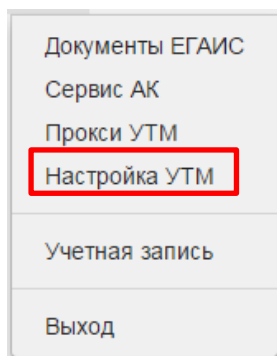 Документы ЕГАИС
Сервис АК
Прокси УТМ
Настройка УТМ
Учетная запись
Выход